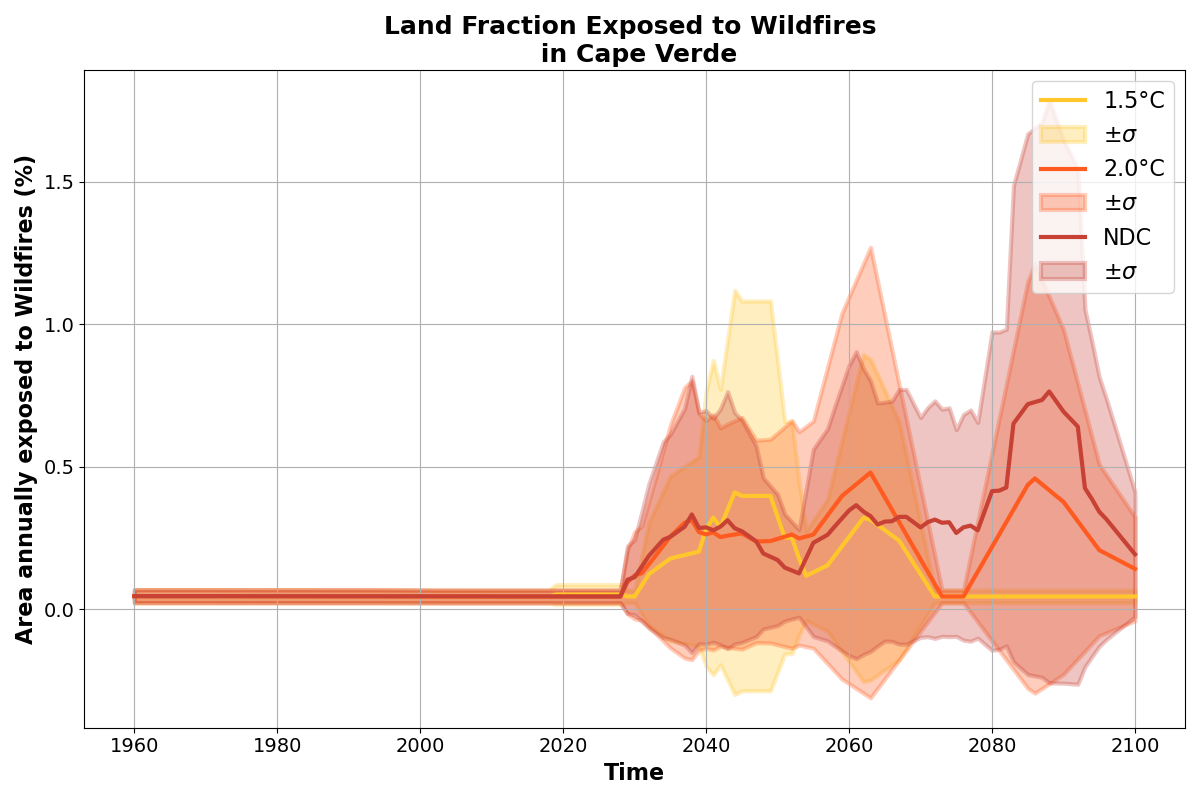 Land Fraction Exposed to Wildfires
in Cape Verde
Area annually exposed to Wildfires (%)
1.5
1.0
0.5
0.0
1960 1980 2000 2020 2040 2060 2080 2100
Time
1.5°C
±σ
2.0°C
±σ
NDC
±σ